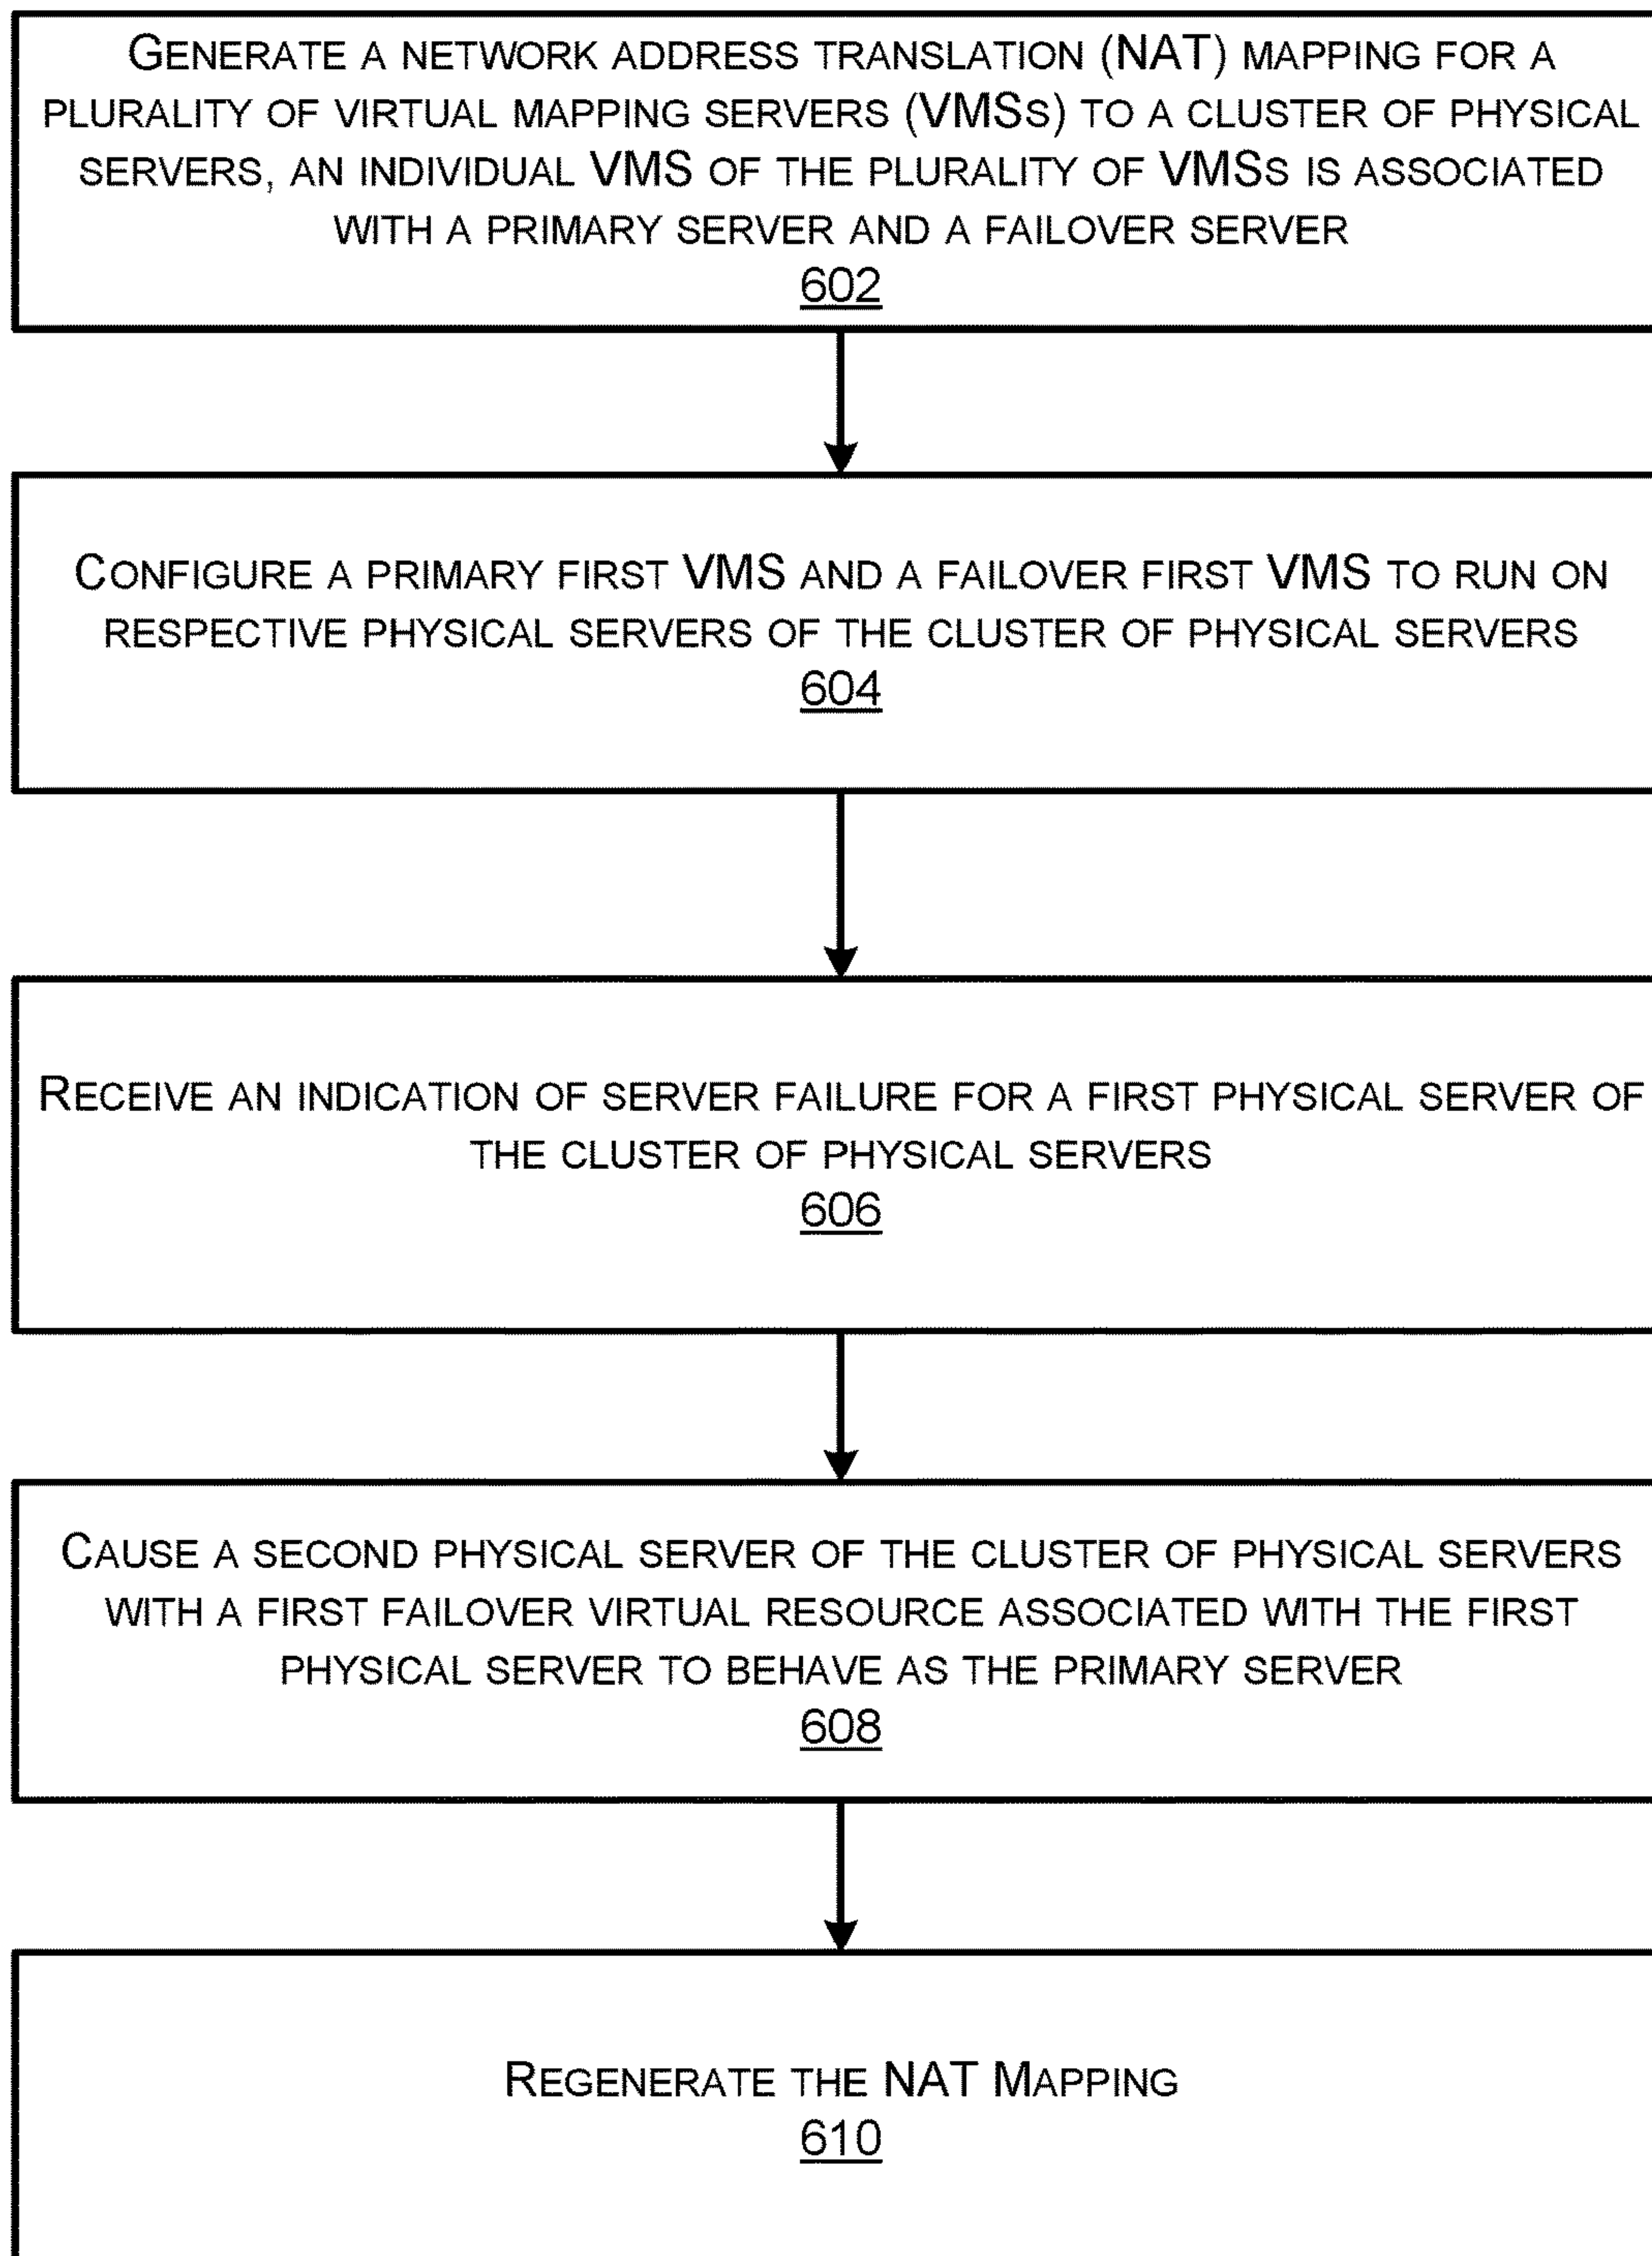 GENERATE A NETWORK ADDRESS TRANSLATION (NAT) MAPPING FOR A
PLURALITY OF VIRTUAL MAPPING SERVERS (VMSS) TO A CLUSTER OF PHYSICAL
SERVERS, AN INDIVIDUAL VMS OF THE PLURALITY OF VMSS IS ASSOCIATED
WITH A PRIMARY SERVER AND A FAILOVER SERVER
602
CONFIGURE A PRIMARY FIRST VMS AND A FAILOVER FIRST VMS TO RUN ON
RESPECTIVE PHYSICAL SERVERS OF THE CLUSTER OF PHYSICAL SERVERS
604
RECEIVE AN INDICATION OF SERVER FAILURE FOR A FIRST PHYSICAL SERVER OF
THE CLUSTER OF PHYSICAL SERVERS
606
CAUSE A SECOND PHYSICAL SERVER OF THE CLUSTER OF PHYSICAL SERVERS
WITH A FIRST FAILOVER VIRTUAL RESOURCE ASSOCIATED WITH THE FIRST
PHYSICAL SERVER TO BEHAVE AS THE PRIMARY SERVER
608
REGENERATE THE NAT MAPPING
610